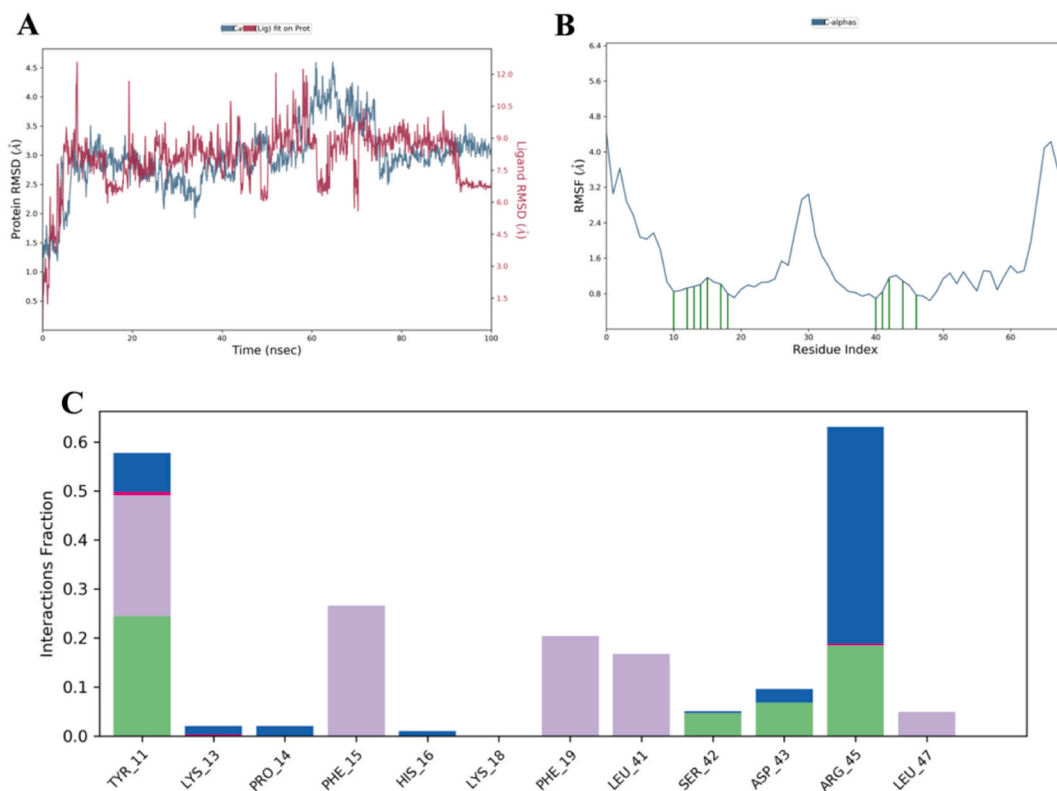 A
Cα (Lig) fit on Prot
Protein RMSD (Å)
4.5
4.0
3.5
3.0
2.5
2.0
1.5
1.0
0.5
12.0
10.5
9.0
7.5
6.0
4.5
3.0
1.5
Ligand RMSD (Å)
0 20 40 60 80 100
Time (nsec)
B
C-alphas
RMSF (Å)
6.4
5.6
4.8
4.0
3.2
2.4
1.6
0.8
0 10 20 30 40 50 60
Residue Index
C
Interactions Fraction
0.6
0.5
0.4
0.3
0.2
0.1
0.0
TYR_11
LYS_13
PRO_14
PHE_15
HIS_16
LYS_18
PHE_19
LEU_41
SER_42
ASP_43
ARG_45
LEU_47